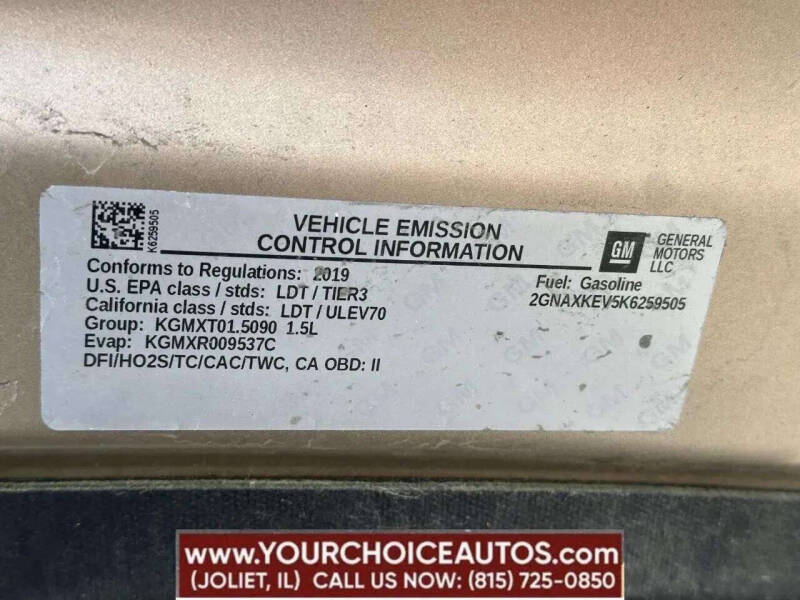 K6259505
VEHICLE EMISSION
CONTROL INFORMATION
GM
GENERAL
MOTORS
LLC
Conforms to Regulations: 2019
U.S. EPA class / stds: LDT / TIER3
California class / stds: LDT / ULEV70
Group: KGMXT01.5090 1.5L
Evap: KGMXR009537C
DFI/HO2S/TC/CAC/TWC, CA OBD: II
Fuel: Gasoline
2GNAXKEV5K6259505
www.YOURCHOICEAUTOS.com
(JOLIET, IL) CALL US NOW: (815) 725-0850